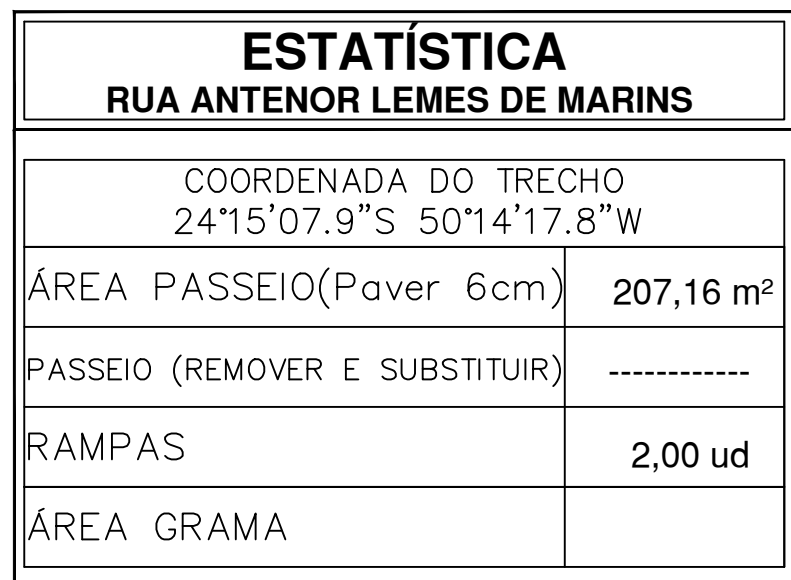 ESTATÍSTICA
RUA ANTENOR LEMES DE MARINS
COORDENADA DO TRECHO
24°15'07.9"S 50°14'17.8"W
ÁREA PASSEIO(Paver 6cm) 207,16 m²
PASSEIO (REMOVER E SUBSTITUIR) ------------
RAMPAS 2,00 ud
ÁREA GRAMA